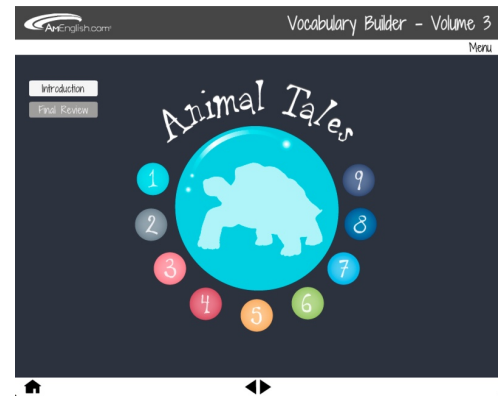 AmEnglish.com
Vocabulary Builder - Volume 3
Menu
Introduction
Final Review
Animal Tales
1
9
2
8
3
7
4
6
5